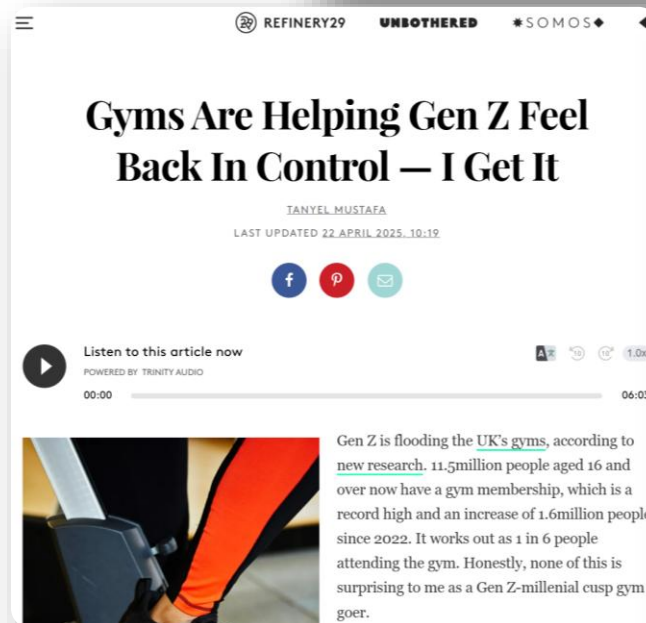 REFINERY29 UNBOTHERED SOMOS
Gyms Are Helping Gen Z Feel
Back In Control — I Get It
TANYEL MUSTAFA
LAST UPDATED 22 APRIL 2025, 10:19
Listen to this article now
POWERED BY TRINITY AUDIO
00:00 06:03
1.0x
Gen Z is flooding the UK's gyms, according to
new research. 11.5million people aged 16 and
over now have a gym membership, which is a
record high and an increase of 1.6million people
since 2022. It works out as 1 in 6 people
attending the gym. Honestly, none of this is
surprising to me as a Gen Z-millenial cusp gym
goer.